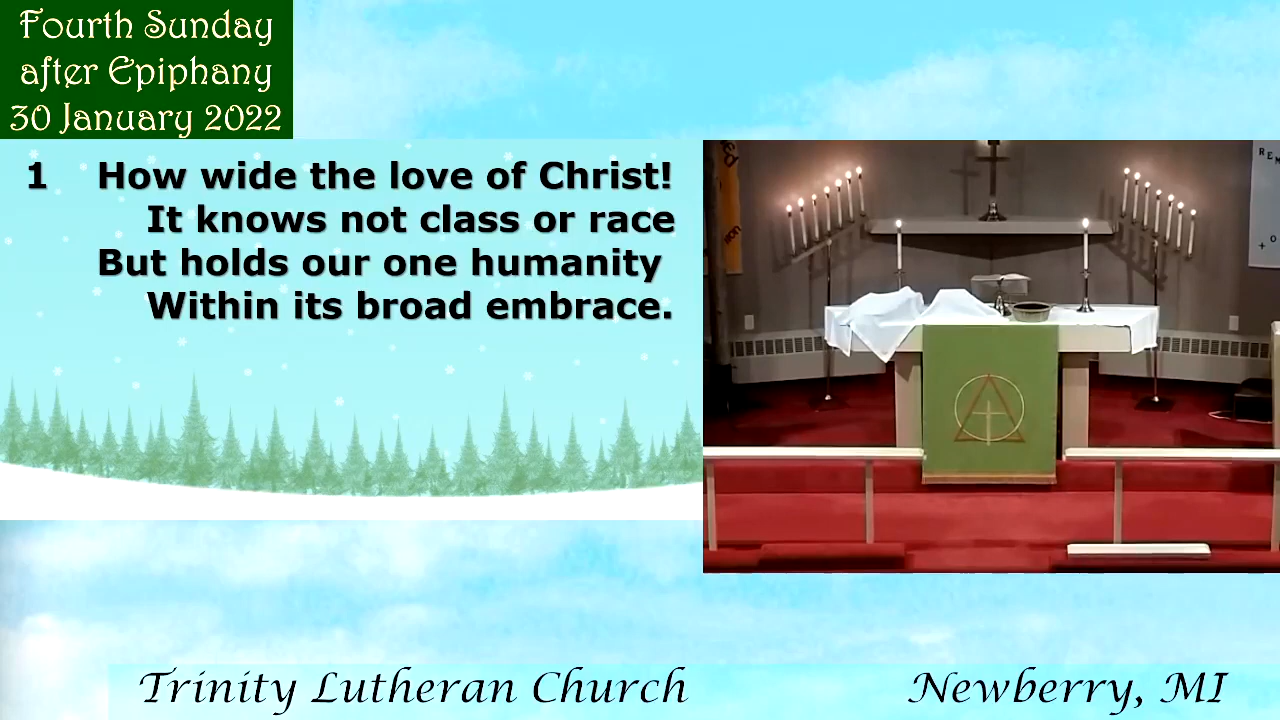 Fourth Sunday
after Epiphany
30 January 2022
1 How wide the love of Christ!
It knows not class or race
But holds our one humanity
Within its broad embrace.
Trinity Lutheran Church
Newberry, MI